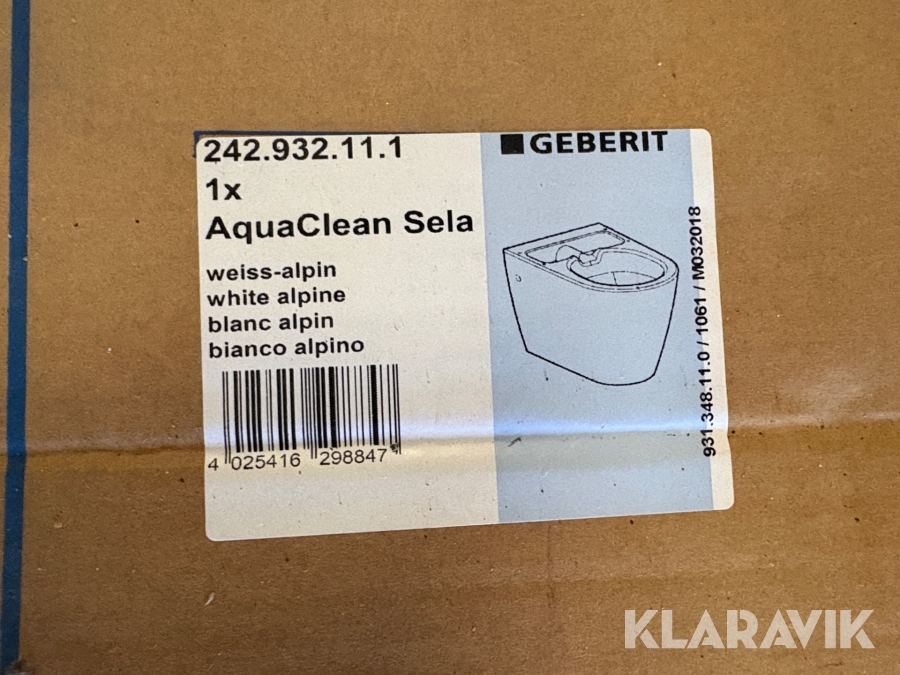 242.932.11.1
1x
AquaClean Sela
weiss-alpin
white alpine
blanc alpin
bianco alpino
4 025416 298847
GEBERIT
931.348.11.0 / 1061 / M032018
KLARAVIK